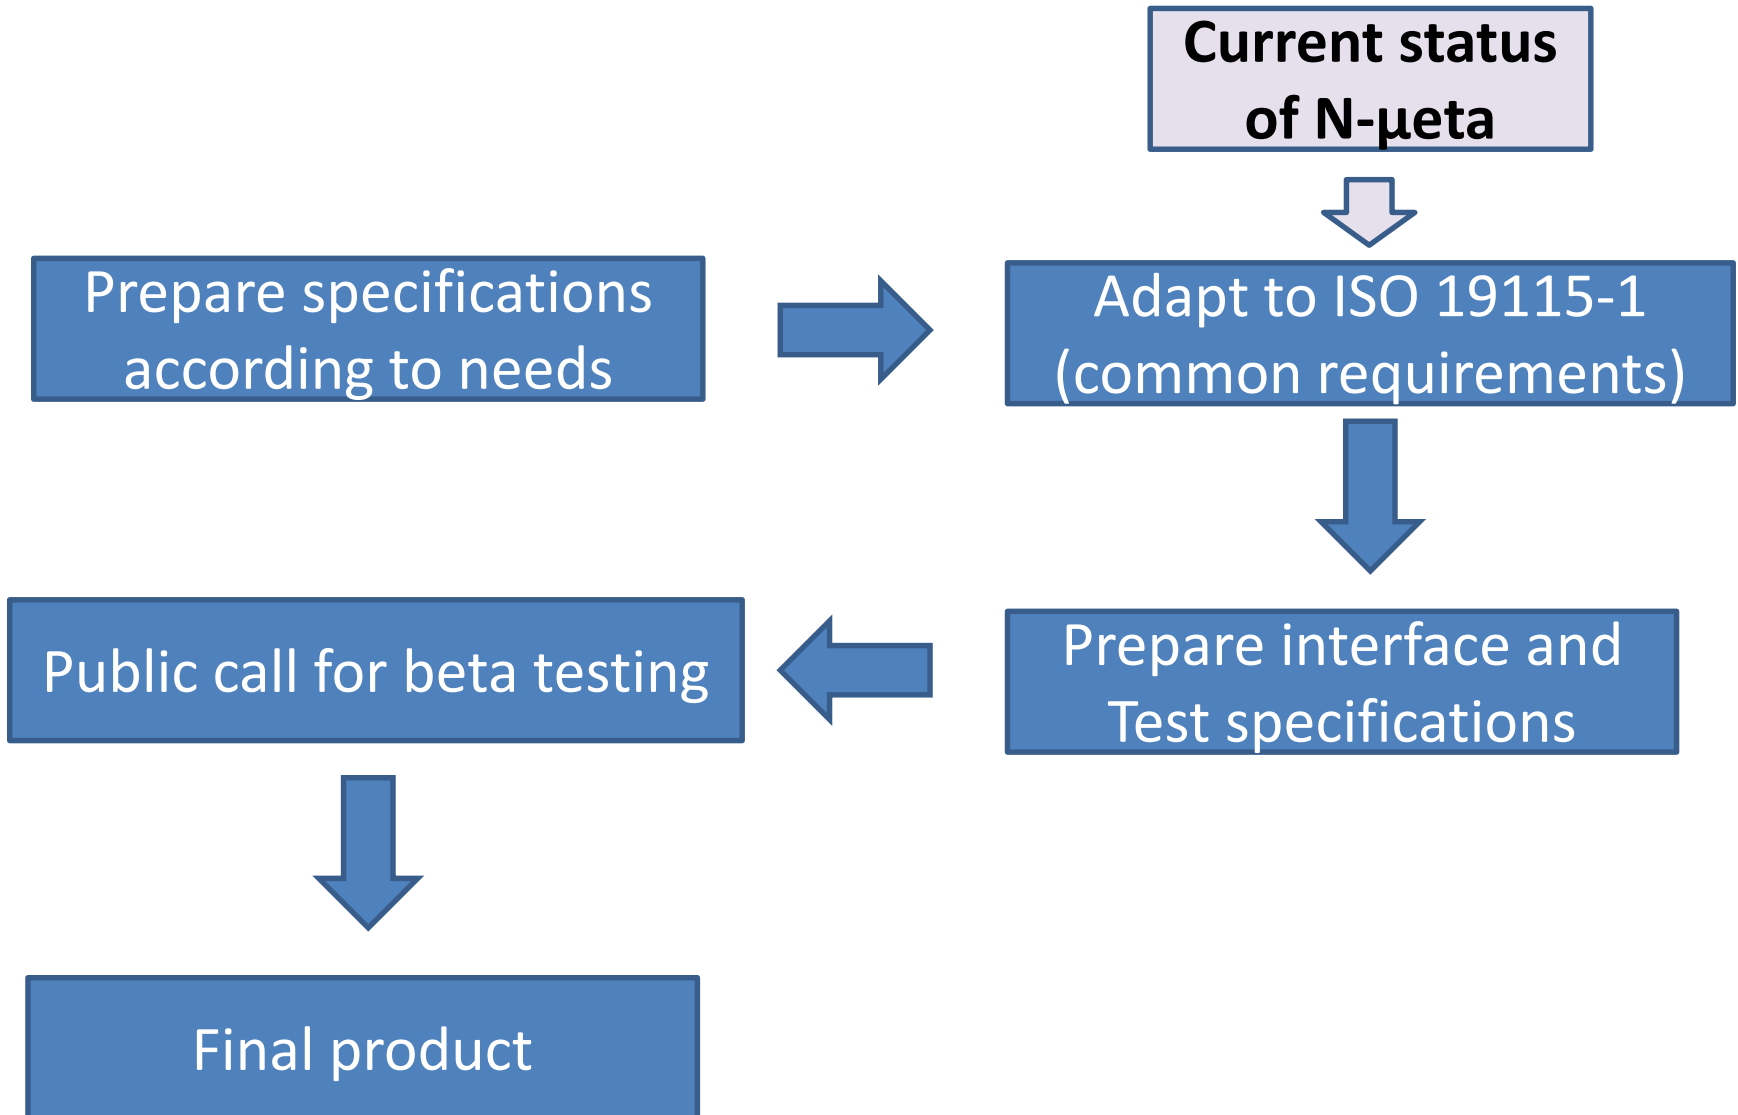 Current status
of N-μeta
Prepare specifications
according to needs
Adapt to ISO 19115-1
(common requirements)
Prepare interface and
Test specifications
Public call for beta testing
Final product